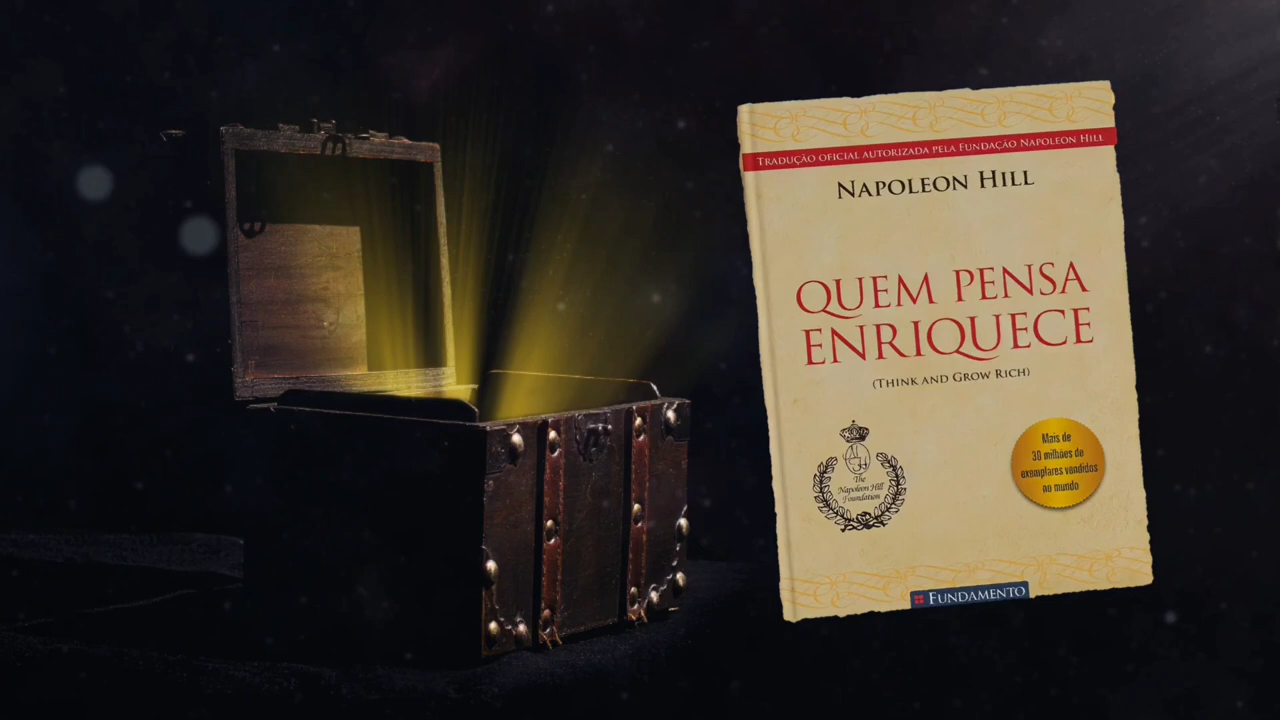 TRADUÇÃO OFICIAL AUTORIZADA PELA FUNDAÇÃO NAPOLEON HILL
NAPOLEON HILL
QUEM PENSA
ENRIQUECE
(THINK AND GROW RICH)
The
Napoleon Hill
Foundation
Mais de
30 milhões de
exemplares vendidos
no mundo
FUNDAMENTO